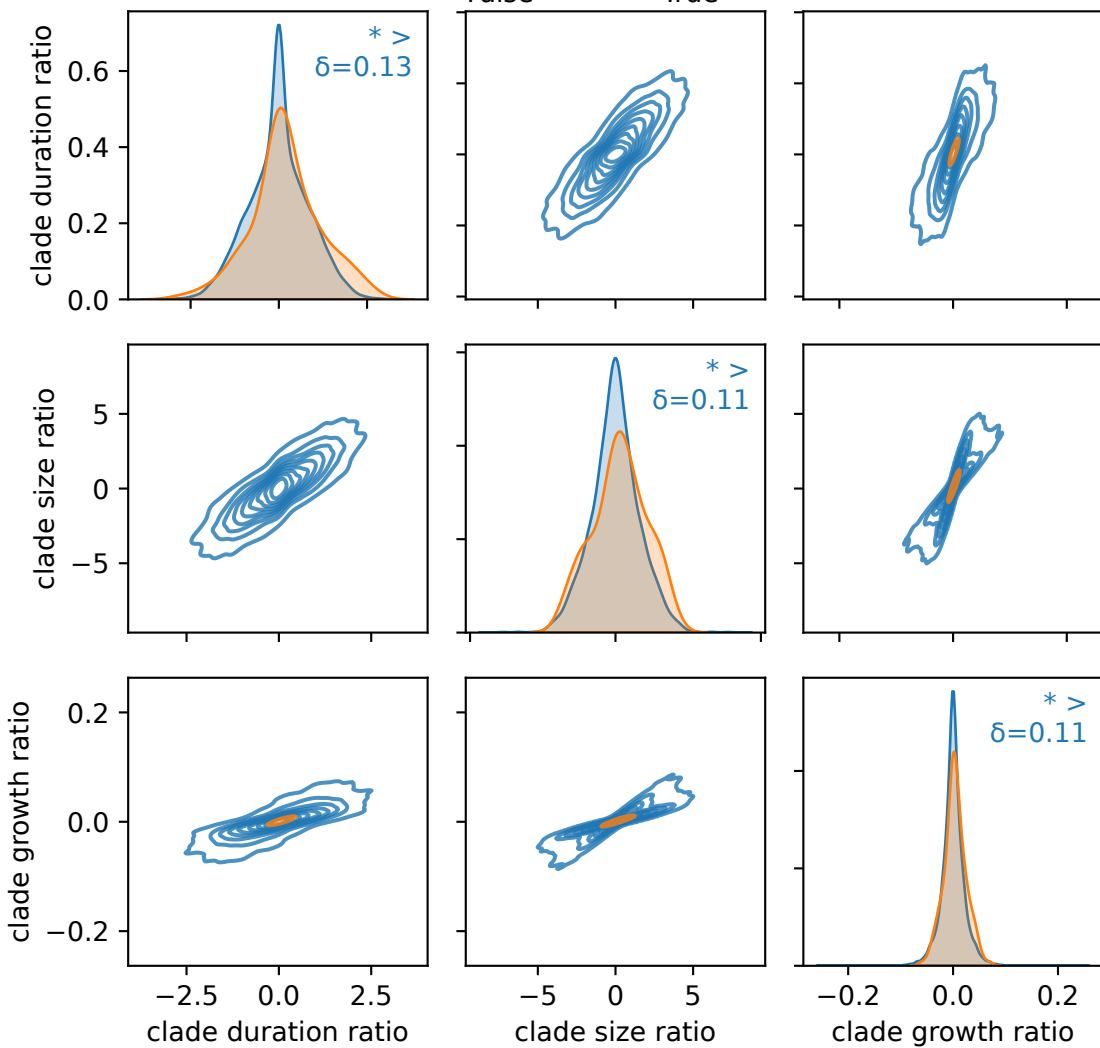 clade duration ratio
0.6
0.4
0.2
0.0
* >
δ=0.13
clade size ratio
5
0
−5
* >
δ=0.11
clade growth ratio
0.2
0.0
−0.2
* >
δ=0.11
−2.5 0.0 2.5
−5 0 5
−0.2 0.0 0.2
clade duration ratio
clade size ratio
clade growth ratio